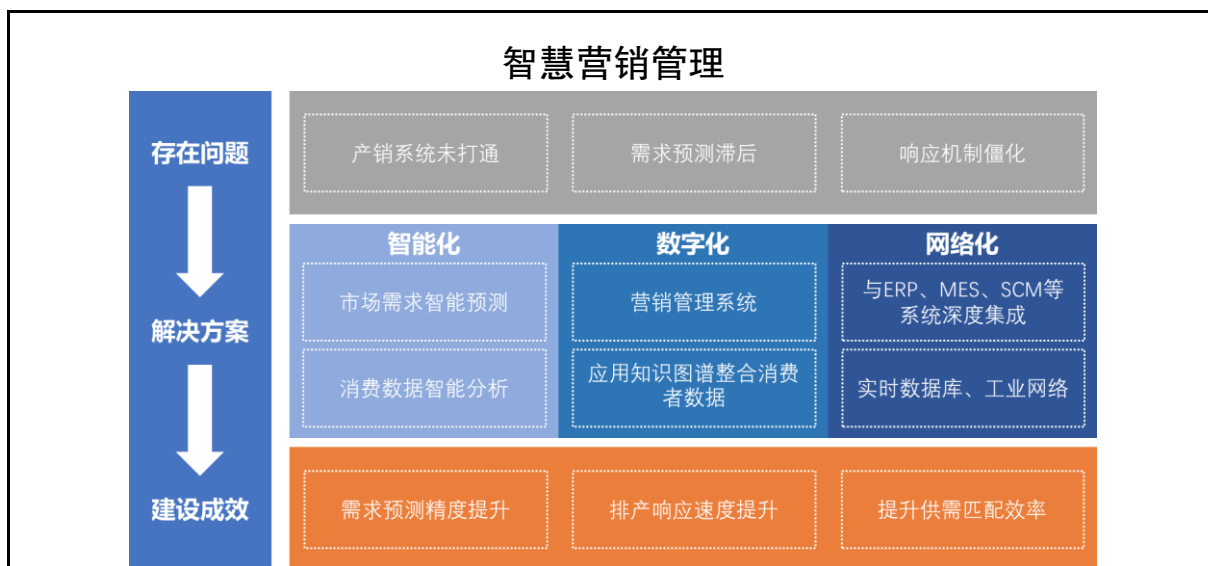 智慧营销管理
存在问题
产销系统未打通
需求预测滞后
响应机制僵化
智能化
数字化
网络化
市场需求智能预测
营销管理系统
与ERP、MES、SCM等
系统深度集成
解决方案
消费数据智能分析
应用知识图谱整合消费
者数据
实时数据库、工业网络
建设成效
需求预测精度提升
排产响应速度提升
提升供需匹配效率